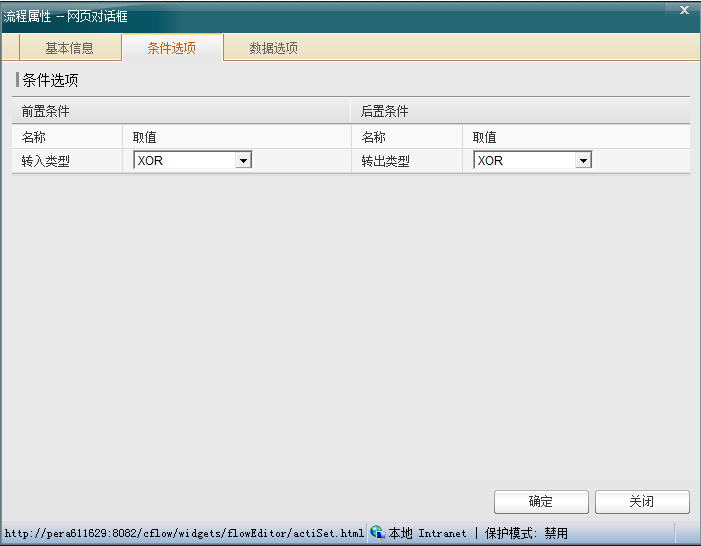 流程属性 -- 网页对话框
基本信息 条件选项 数据选项
条件选项
前置条件 后置条件
名称 取值 名称 取值
转入类型 XOR 转出类型 XOR
确定 关闭
http://pera611629:8082/cflow/widgets/flowEditor/actiSet.html 本地 Intranet | 保护模式: 禁用